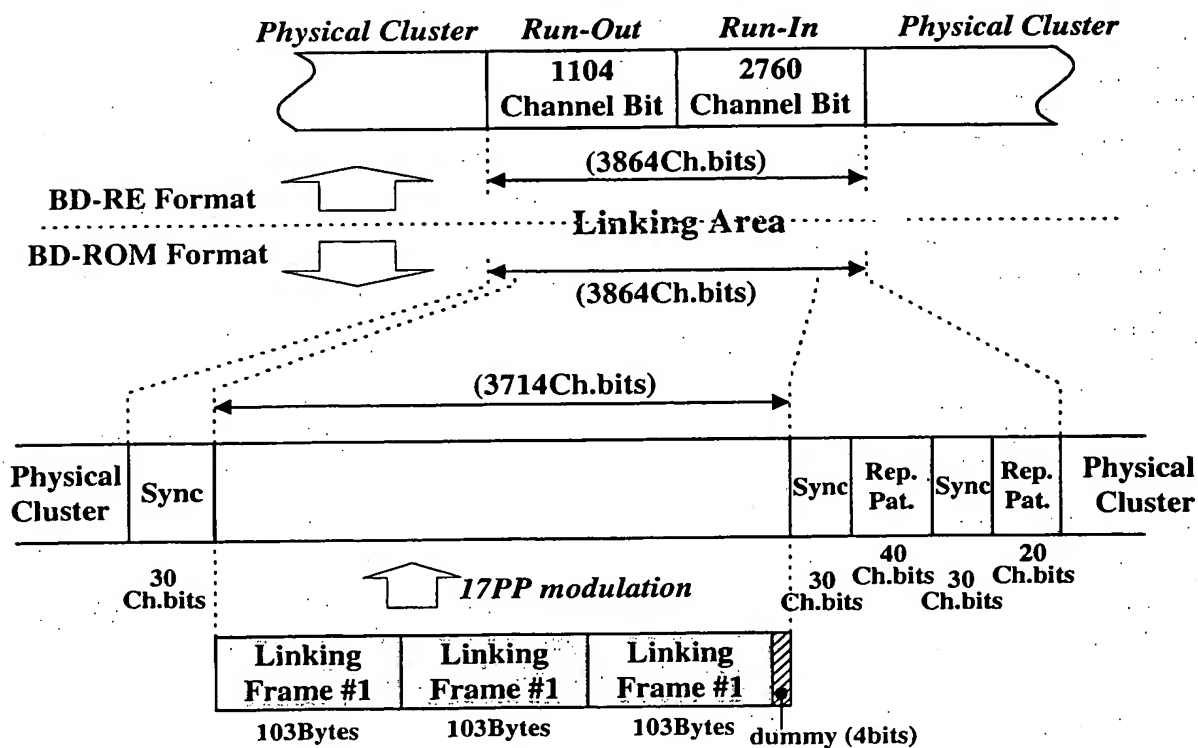 Physical Cluster Run-Out Run-In Physical Cluster
1104 Channel Bit
2760 Channel Bit
(3864Ch.bits)
BD-RE Format
Linking Area
BD-ROM Format
(3864Ch.bits)
(3714Ch.bits)
Physical Cluster
Sync
Sync
Rep. Pat.
Sync
Rep. Pat.
Physical Cluster
30 Ch.bits
17PP modulation
30 Ch.bits
40 Ch.bits
30 Ch.bits
20 Ch.bits
Linking Frame #1
Linking Frame #1
Linking Frame #1
103Bytes
103Bytes
103Bytes
dummy (4bits)